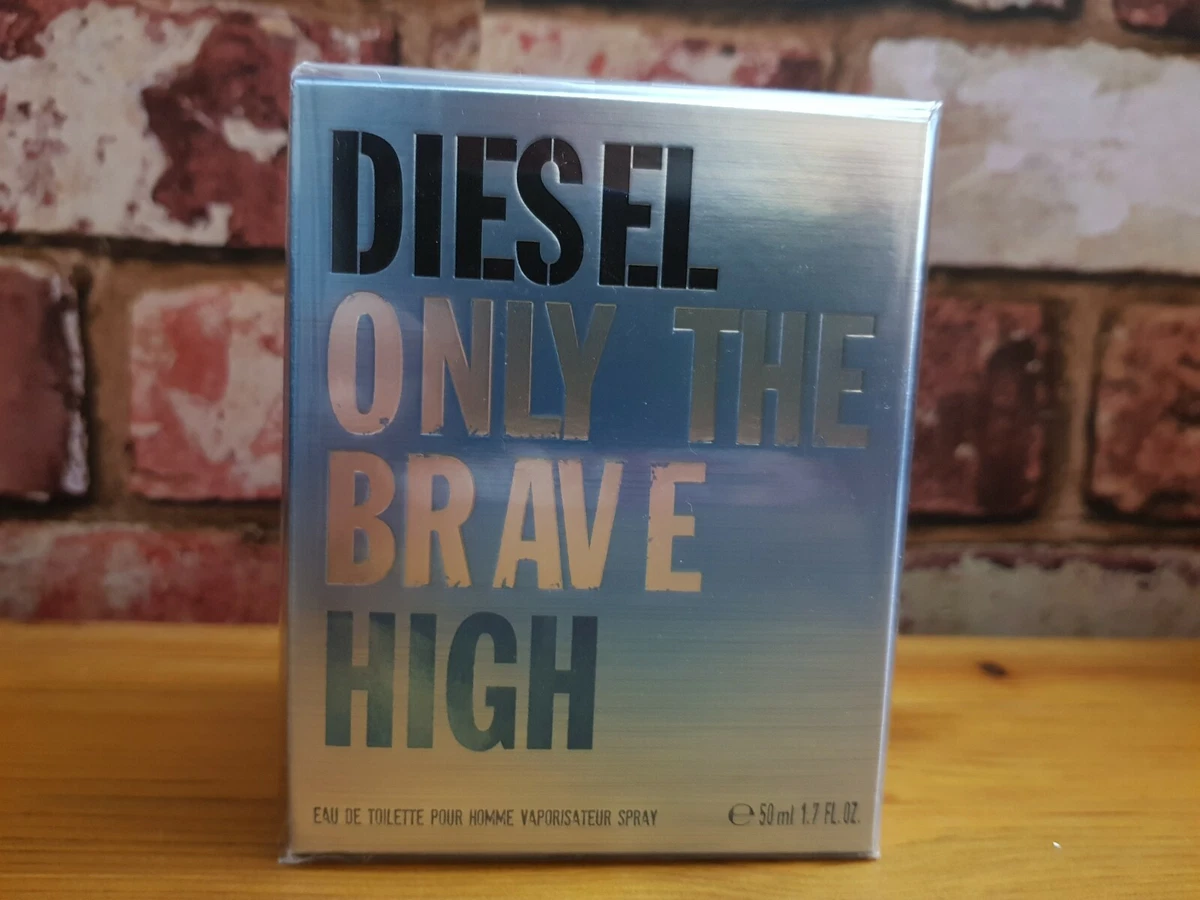 DIESEL
ONLY THE
BRAVE
HIGH
EAU DE TOILETTE POUR HOMME VAPORISATEUR SPRAY ℮ 50 ml 1.7 FL. OZ.